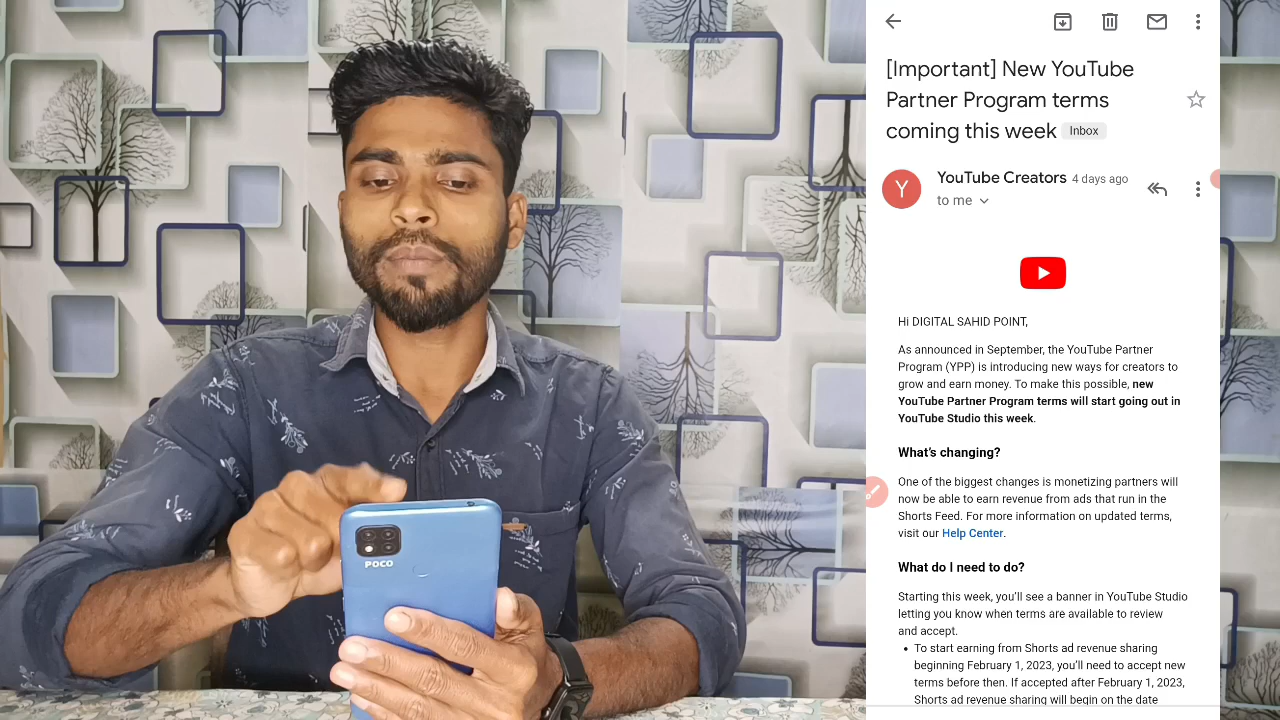 [Important] New YouTube
Partner Program terms
coming this week Inbox
Y
YouTube Creators 4 days ago
to me
Hi DIGITAL SAHID POINT,
As announced in September, the YouTube Partner
Program (YPP) is introducing new ways for creators to
grow and earn money. To make this possible, new
YouTube Partner Program terms will start going out in
YouTube Studio this week.
What's changing?
One of the biggest changes is monetizing partners will
now be able to earn revenue from ads that run in the
Shorts Feed. For more information on updated terms,
visit our Help Center.
What do I need to do?
Starting this week, you'll see a banner in YouTube Studio
letting you know when terms are available to review
and accept.
• To start earning from Shorts ad revenue sharing
beginning February 1, 2023, you'll need to accept new
terms before then. If accepted after February 1, 2023,
Shorts ad revenue sharing will begin on the date
POCO